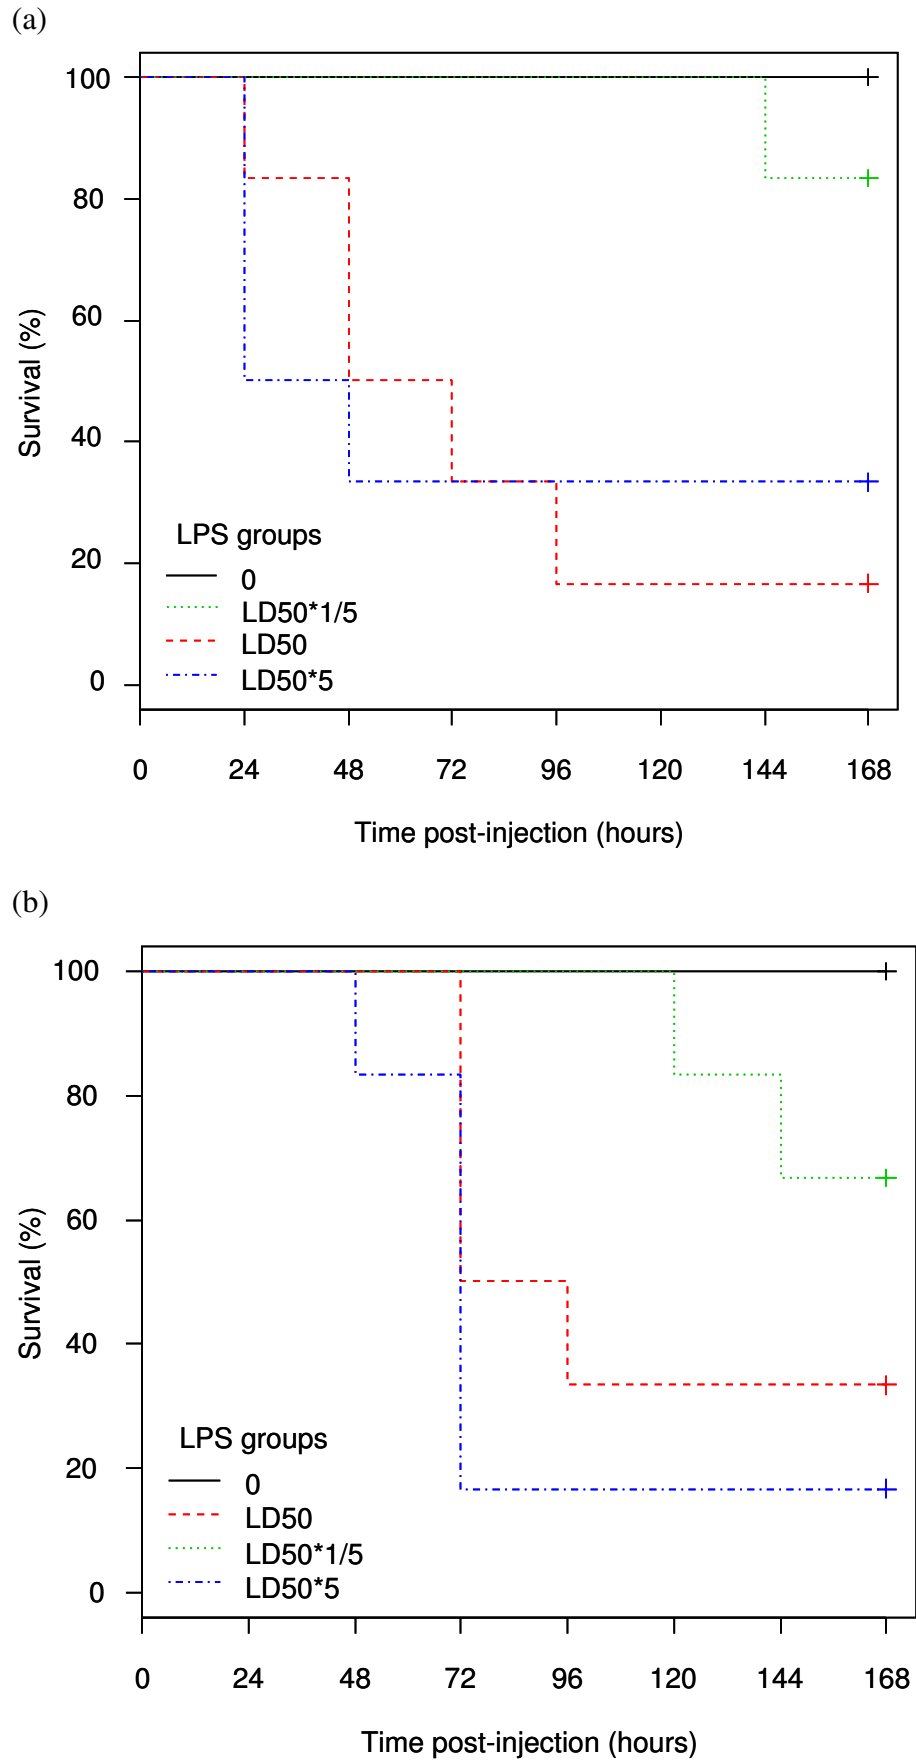 (a)
100
80
60
40
20
0
Survival (%)
LPS groups
0
LD50*1/5
LD50
LD50*5
0 24 48 72 96 120 144 168
Time post-injection (hours)
(b)
100
80
60
40
20
0
Survival (%)
LPS groups
0
LD50
LD50*1/5
LD50*5
0 24 48 72 96 120 144 168
Time post-injection (hours)